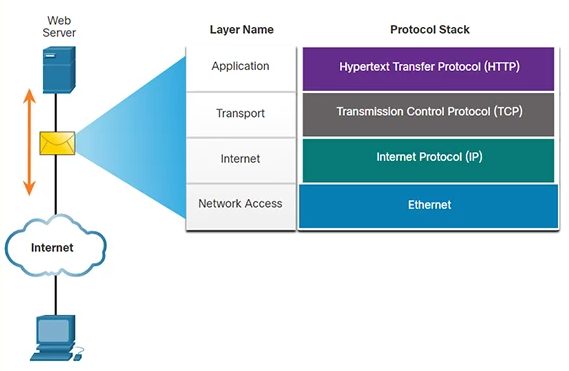 Web
Server
Layer Name
Protocol Stack
Application
Hypertext Transfer Protocol (HTTP)
Transport
Transmission Control Protocol (TCP)
Internet
Internet Protocol (IP)
Network Access
Ethernet
Internet